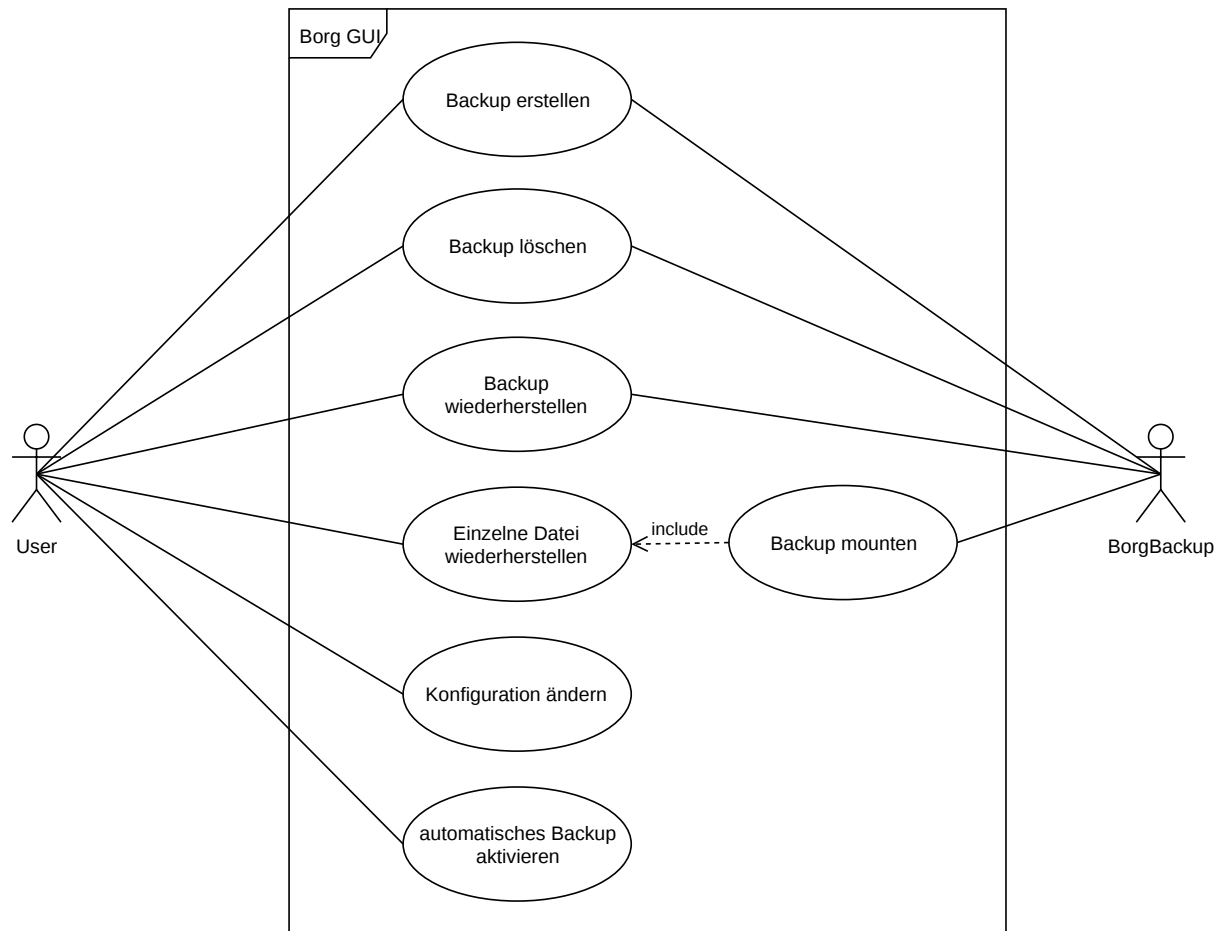 Borg GUI
Backup erstellen
Backup löschen
Backup
wiederherstellen
Einzelne Datei
wiederherstellen
include
Backup mounten
User
BorgBackup
Konfiguration ändern
automatisches Backup
aktivieren